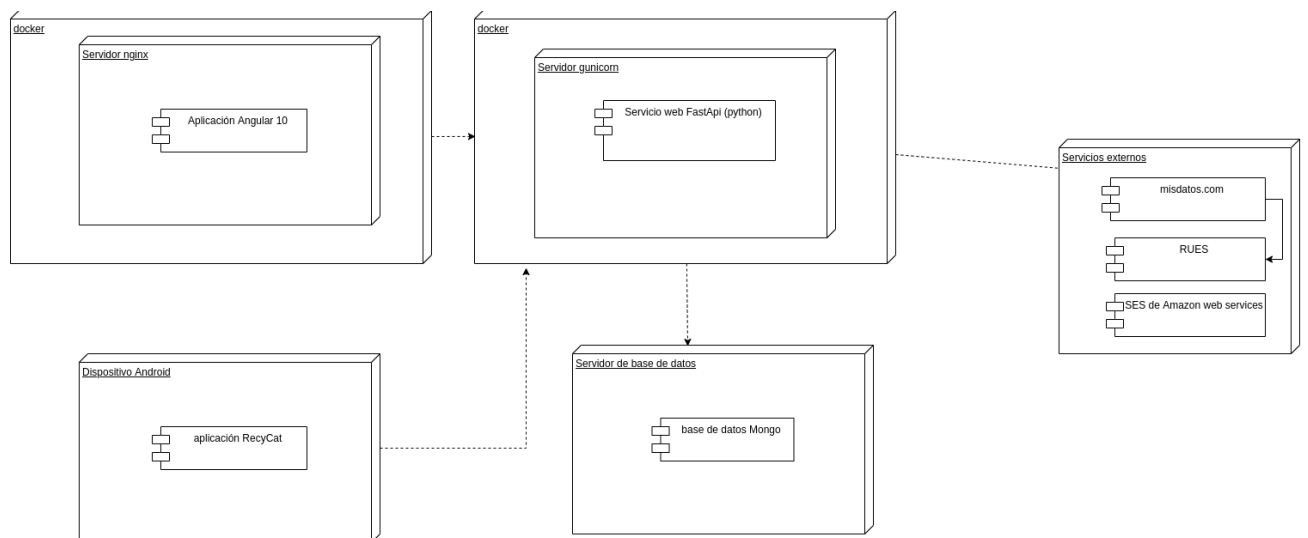 docker
Servidor nginx
Aplicación Angular 10
docker
Servidor gunicorn
Servicio web FastApi (python)
Servicios externos
misdatos.com
RUES
SES de Amazon web services
Dispositivo Android
aplicación RecyCat
Servidor de base de datos
base de datos Mongo